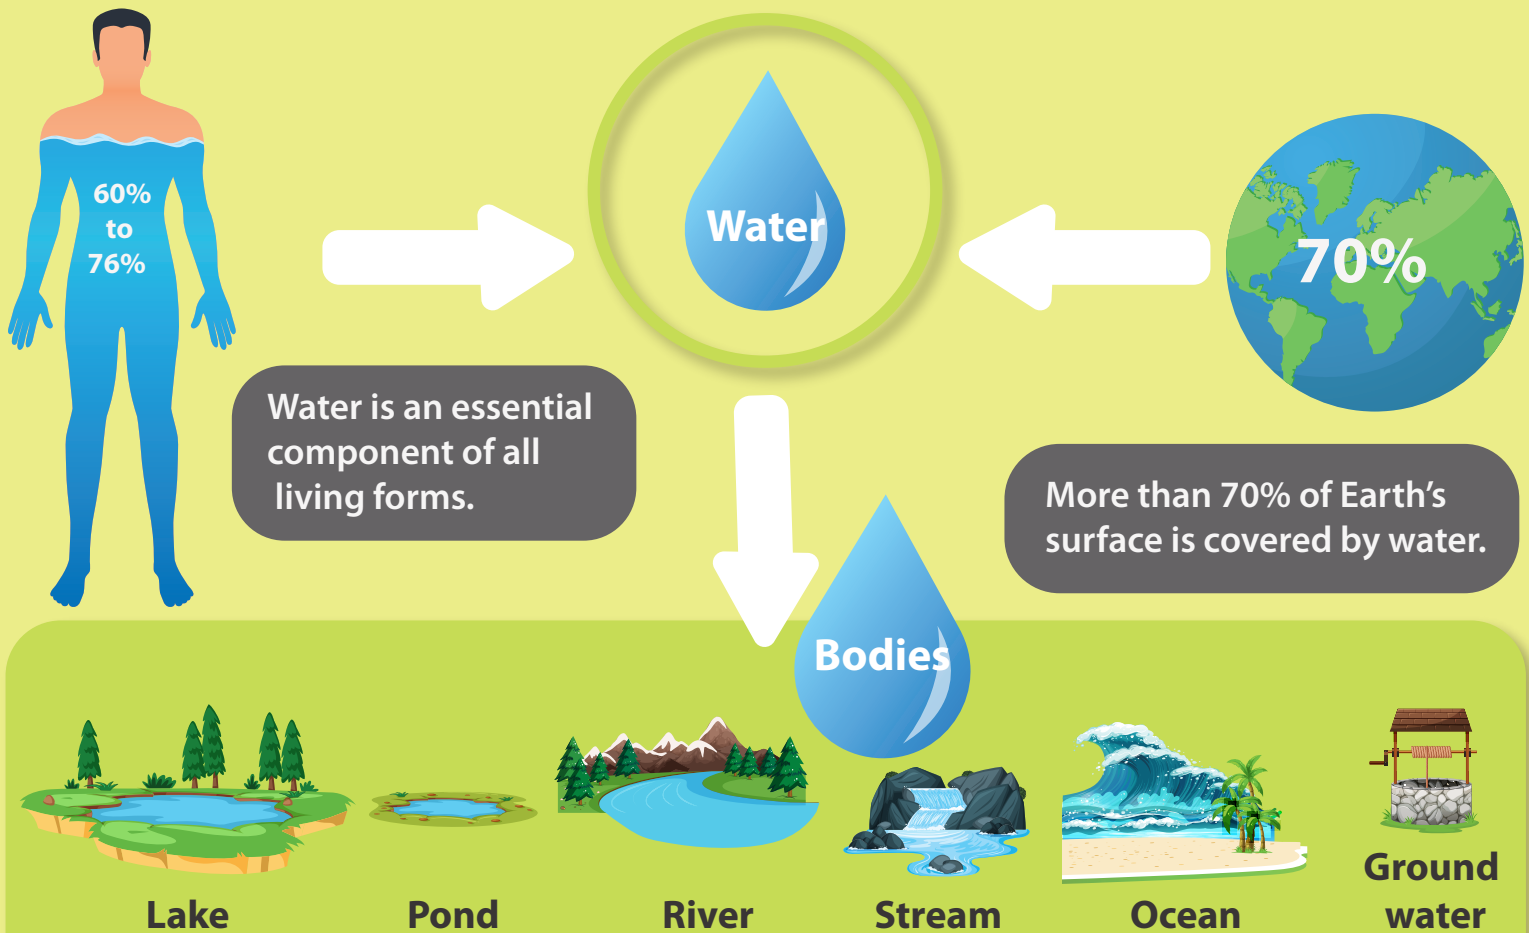 60%
to
76%
Water
70%
Water is an essential
component of all
living forms.
More than 70% of Earth’s
surface is covered by water.
Bodies
Lake
Pond
River
Stream
Ocean
Ground
water